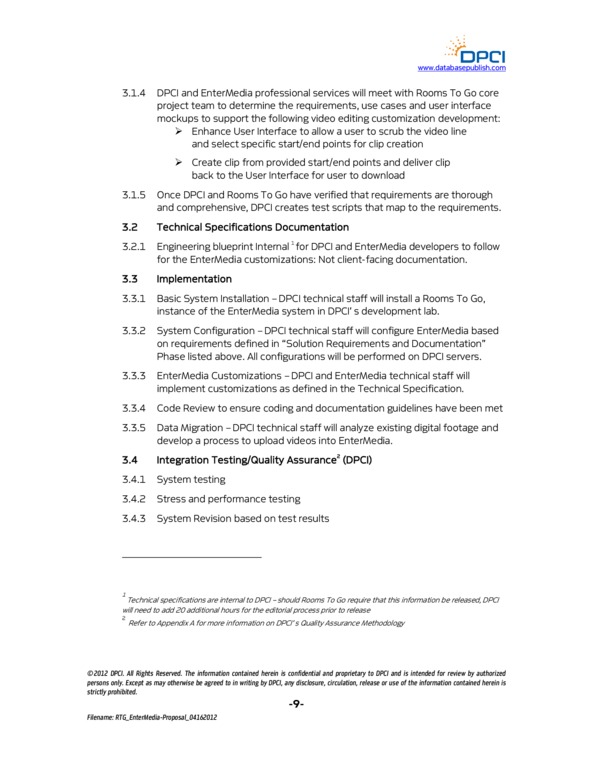 DPCI
www.databasepublish.com
3.1.4 DPCI and EnterMedia professional services will meet with Rooms To Go core
project team to determine the requirements, use cases and user interface
mockups to support the following video editing customization development:
➢ Enhance User Interface to allow a user to scrub the video line
and select specific start/end points for clip creation
➢ Create clip from provided start/end points and deliver clip
back to the User Interface for user to download
3.1.5 Once DPCI and Rooms To Go have verified that requirements are thorough
and comprehensive, DPCI creates test scripts that map to the requirements.
3.2 Technical Specifications Documentation
3.2.1 Engineering blueprint Internal 1 for DPCI and EnterMedia developers to follow
for the EnterMedia customizations: Not client-facing documentation.
3.3 Implementation
3.3.1 Basic System Installation – DPCI technical staff will install a Rooms To Go,
instance of the EnterMedia system in DPCI' s development lab.
3.3.2 System Configuration – DPCI technical staff will configure EnterMedia based
on requirements defined in "Solution Requirements and Documentation"
Phase listed above. All configurations will be performed on DPCI servers.
3.3.3 EnterMedia Customizations – DPCI and EnterMedia technical staff will
implement customizations as defined in the Technical Specification.
3.3.4 Code Review to ensure coding and documentation guidelines have been met
3.3.5 Data Migration – DPCI technical staff will analyze existing digital footage and
develop a process to upload videos into EnterMedia.
3.4 Integration Testing/Quality Assurance2 (DPCI)
3.4.1 System testing
3.4.2 Stress and performance testing
3.4.3 System Revision based on test results
1 Technical specifications are internal to DPCI – should Rooms To Go require that this information be released, DPCI
will need to add 20 additional hours for the editorial process prior to release
2 Refer to Appendix A for more information on DPCI' s Quality Assurance Methodology
©2012 DPCI. All Rights Reserved. The information contained herein is confidential and proprietary to DPCI and is intended for review by authorized
persons only. Except as may otherwise be agreed to in writing by DPCI, any disclosure, circulation, release or use of the information contained herein is
strictly prohibited.
-9-
Filename: RTG_EnterMedia-Proposal_04162012